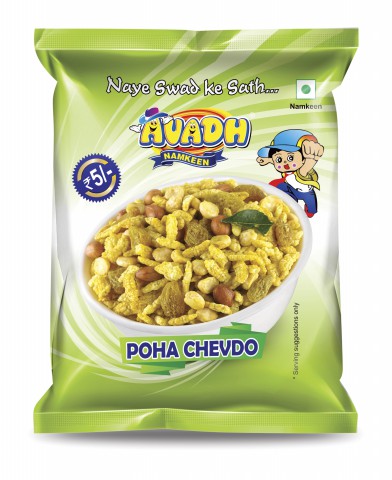 Naye Swad ke Sath...
Namkeen
AVADH
NAMKEEN
₹5/-
POHA CHEVDO
* Serving suggestions only